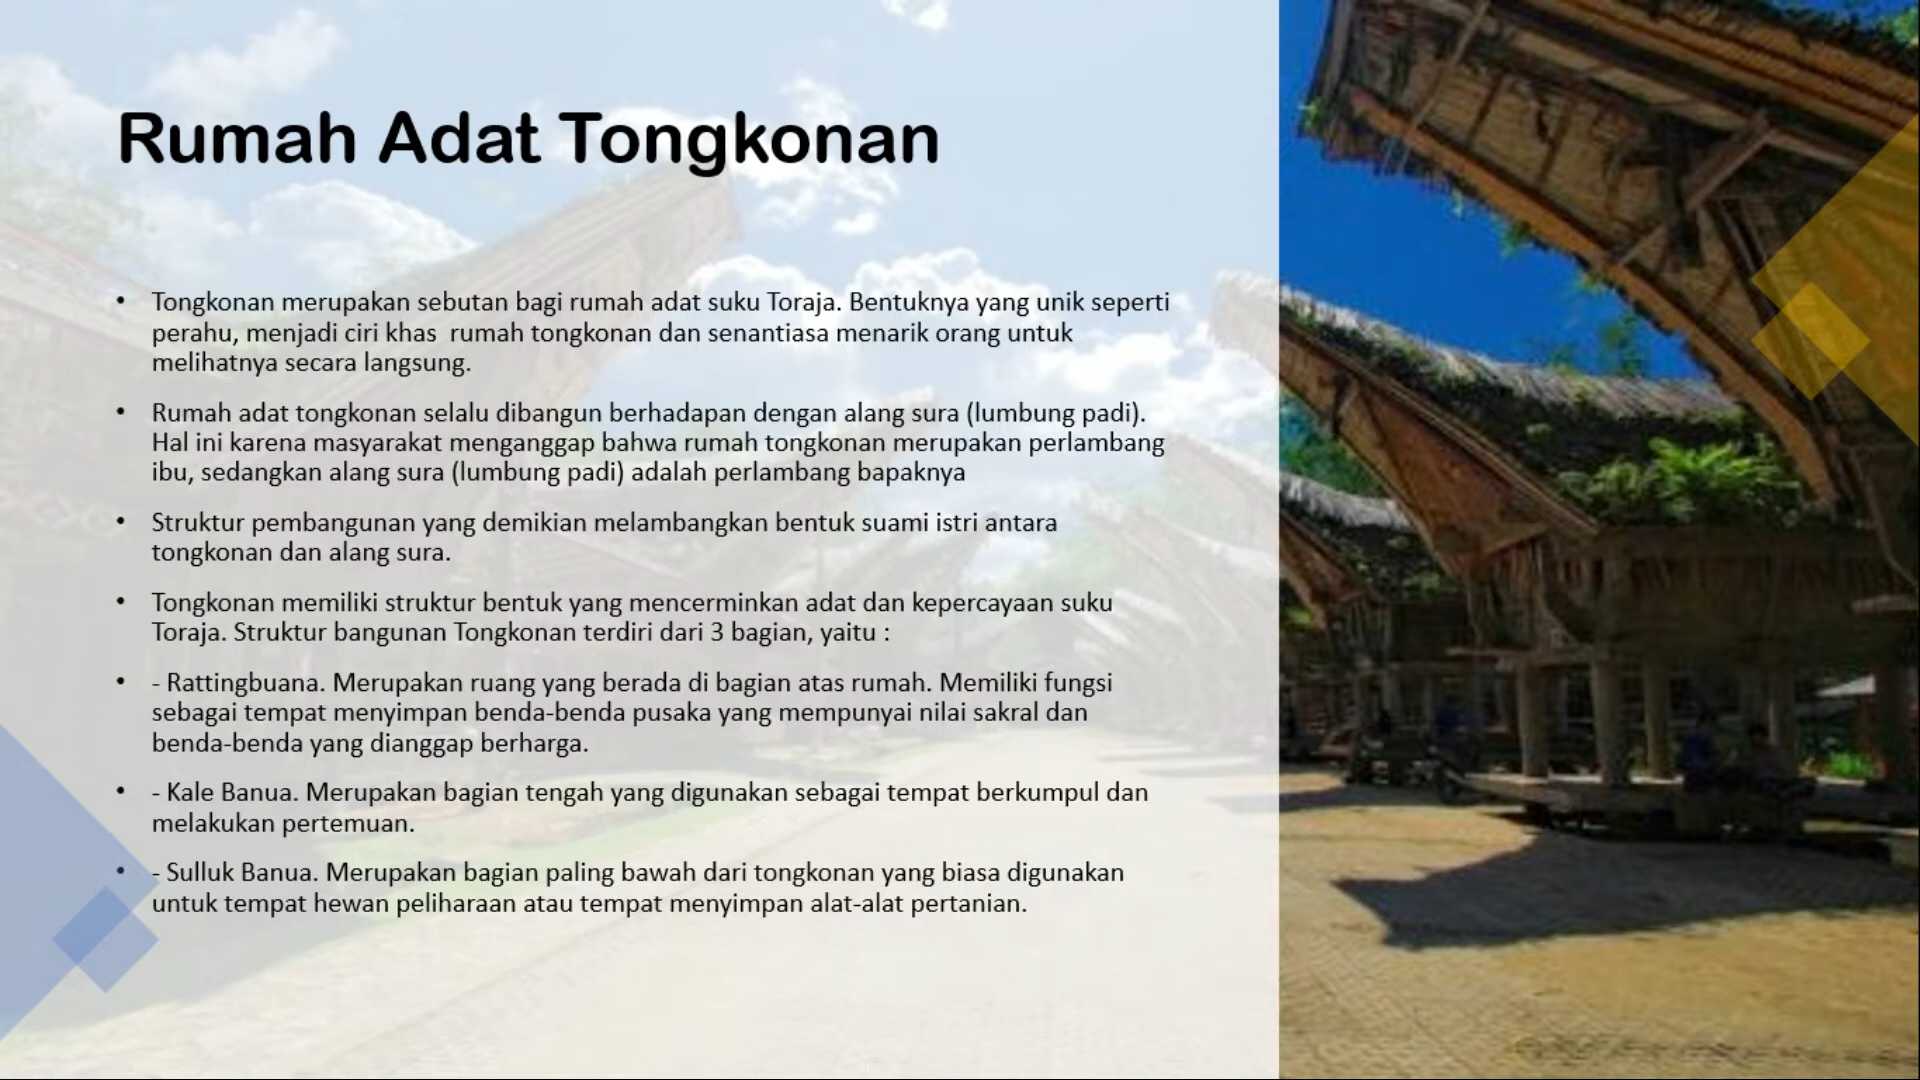 Rumah Adat Tongkonan
• Tongkonan merupakan sebutan bagi rumah adat suku Toraja. Bentuknya yang unik seperti
perahu, menjadi ciri khas  rumah tongkonan dan senantiasa menarik orang untuk
melihatnya secara langsung.
• Rumah adat tongkonan selalu dibangun berhadapan dengan alang sura (lumbung padi).
Hal ini karena masyarakat menganggap bahwa rumah tongkonan merupakan perlambang
ibu, sedangkan alang sura (lumbung padi) adalah perlambang bapaknya
• Struktur pembangunan yang demikian melambangkan bentuk suami istri antara
tongkonan dan alang sura.
• Tongkonan memiliki struktur bentuk yang mencerminkan adat dan kepercayaan suku
Toraja. Struktur bangunan Tongkonan terdiri dari 3 bagian, yaitu :
• - Rattingbuana. Merupakan ruang yang berada di bagian atas rumah. Memiliki fungsi
sebagai tempat menyimpan benda-benda pusaka yang mempunyai nilai sakral dan
benda-benda yang dianggap berharga.
• - Kale Banua. Merupakan bagian tengah yang digunakan sebagai tempat berkumpul dan
melakukan pertemuan.
• - Sulluk Banua. Merupakan bagian paling bawah dari tongkonan yang biasa digunakan
untuk tempat hewan peliharaan atau tempat menyimpan alat-alat pertanian.